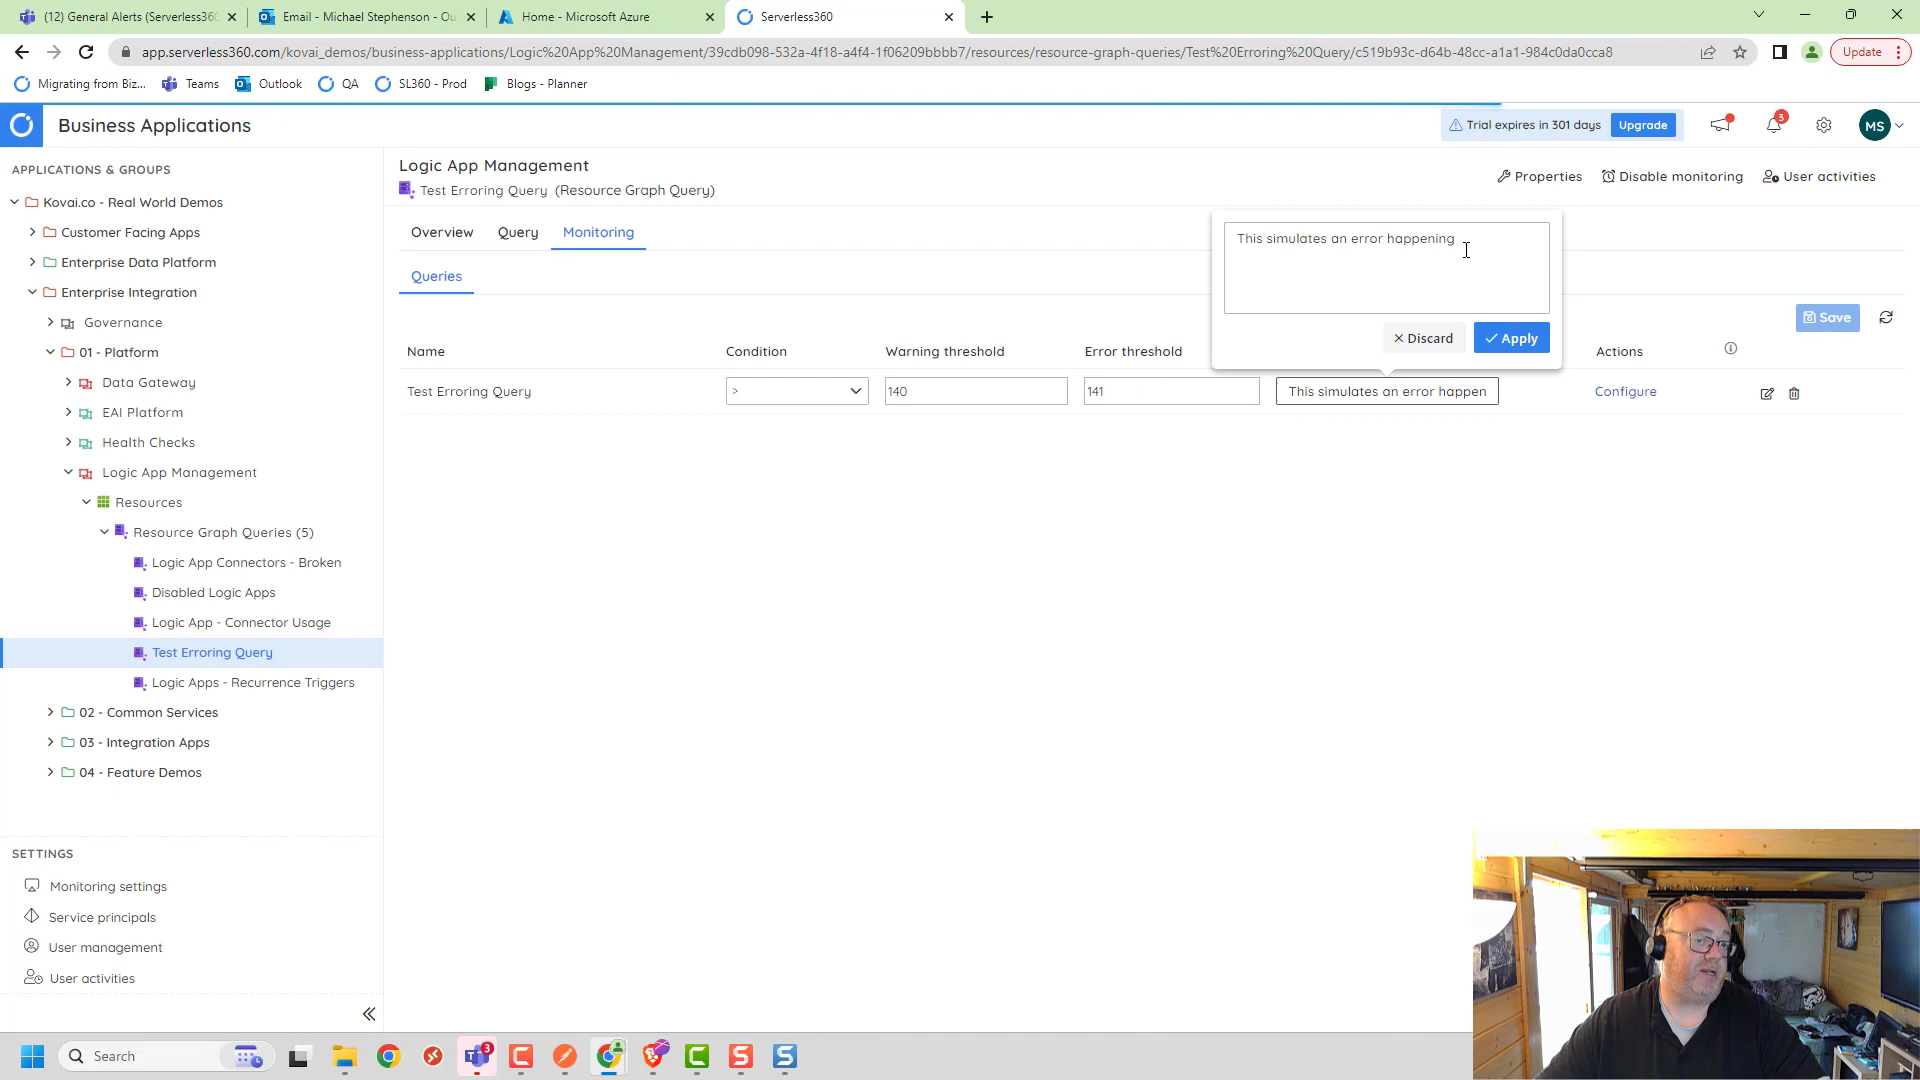 (12) General Alerts (Serverless360
Email - Michael Stephenson - Ou
Home - Microsoft Azure
Serverless360
app.serverless360.com/kovai_demos/business-applications/Logic%20App%20Management/39cdb098-532a-4f18-a4f4-1f06209bbbb7/resources/resource-graph-queries/Test%20Erroring%20Query/c519b93c-d64b-48cc-a1a1-984c0da0cca8
Update
Migrating from Biz...
Teams
Outlook
QA
SL360 - Prod
Blogs - Planner
Business Applications
Trial expires in 301 days
Upgrade
3
MS
APPLICATIONS & GROUPS
Kovai.co - Real World Demos
Customer Facing Apps
Enterprise Data Platform
Enterprise Integration
Governance
01 - Platform
Data Gateway
EAI Platform
Health Checks
Logic App Management
Resources
Resource Graph Queries (5)
Logic App Connectors - Broken
Disabled Logic Apps
Logic App - Connector Usage
Test Erroring Query
Logic Apps - Recurrence Triggers
02 - Common Services
03 - Integration Apps
04 - Feature Demos
SETTINGS
Monitoring settings
Service principals
User management
User activities
Logic App Management
Test Erroring Query (Resource Graph Query)
Properties
Disable monitoring
User activities
Overview
Query
Monitoring
Queries
This simulates an error happening
Discard
Apply
Save
Name
Condition
Warning threshold
Error threshold
Actions
Test Erroring Query
>
140
141
This simulates an error happen
Configure
Search
3